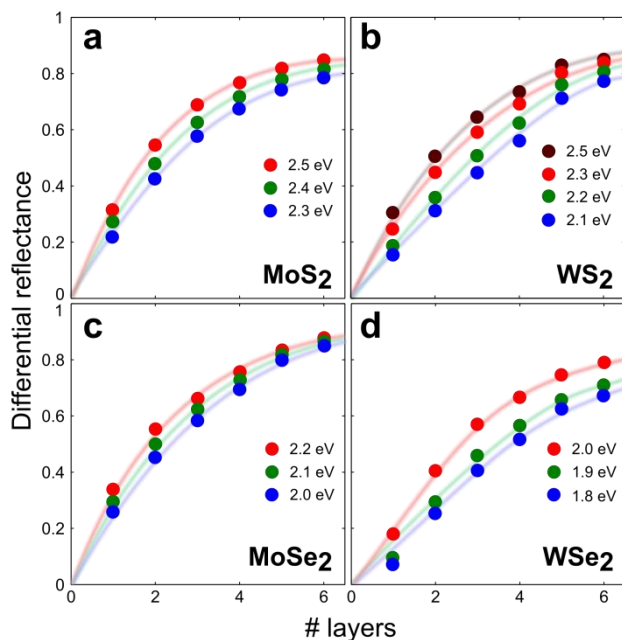 a
b
1
0.8
0.6
0.4
0.2
0
2.5 eV
2.4 eV
2.3 eV
MoS2
2.5 eV
2.3 eV
2.2 eV
2.1 eV
WS2
Differential reflectance
c
d
0.8
0.6
0.4
0.2
0
2.2 eV
2.1 eV
2.0 eV
MoSe2
2.0 eV
1.9 eV
1.8 eV
WSe2
0
2
4
6
0
2
4
6
# layers